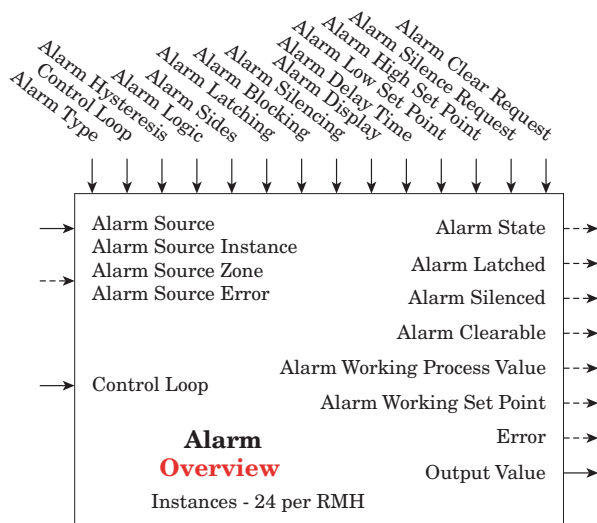 Alarm Type
Control Loop
Alarm Hysteresis
Alarm Logic
Alarm Sides
Alarm Latching
Alarm Blocking
Alarm Silencing
Alarm Display
Alarm Delay Time
Alarm Low Set Point
Alarm High Set Point
Alarm Silence Request
Alarm Clear Request
Alarm Source
Alarm Source Instance
Alarm Source Zone
Alarm Source Error
Control Loop
Alarm State
Alarm Latched
Alarm Silenced
Alarm Clearable
Alarm Working Process Value
Alarm Working Set Point
Error
Output Value
Alarm
Overview
Instances - 24 per RMH